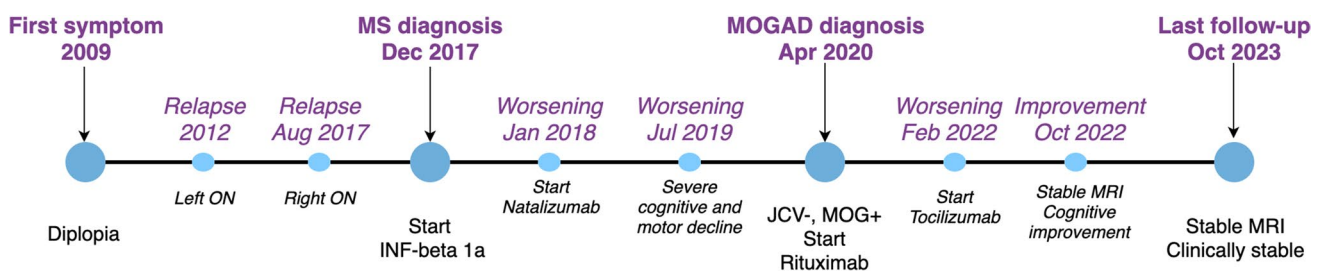 First symptom
2009
MS diagnosis
Dec 2017
MOGAD diagnosis
Apr 2020
Last follow-up
Oct 2023
Relapse
2012
Relapse
Aug 2017
Worsening
Jan 2018
Worsening
Jul 2019
Worsening
Feb 2022
Improvement
Oct 2022
Diplopia
Left ON
Right ON
Start
INF-beta 1a
Start
Natalizumab
Severe
cognitive and
motor decline
JCV-, MOG+
Start
Rituximab
Start
Tocilizumab
Stable MRI
Cognitive
improvement
Stable MRI
Clinically stable